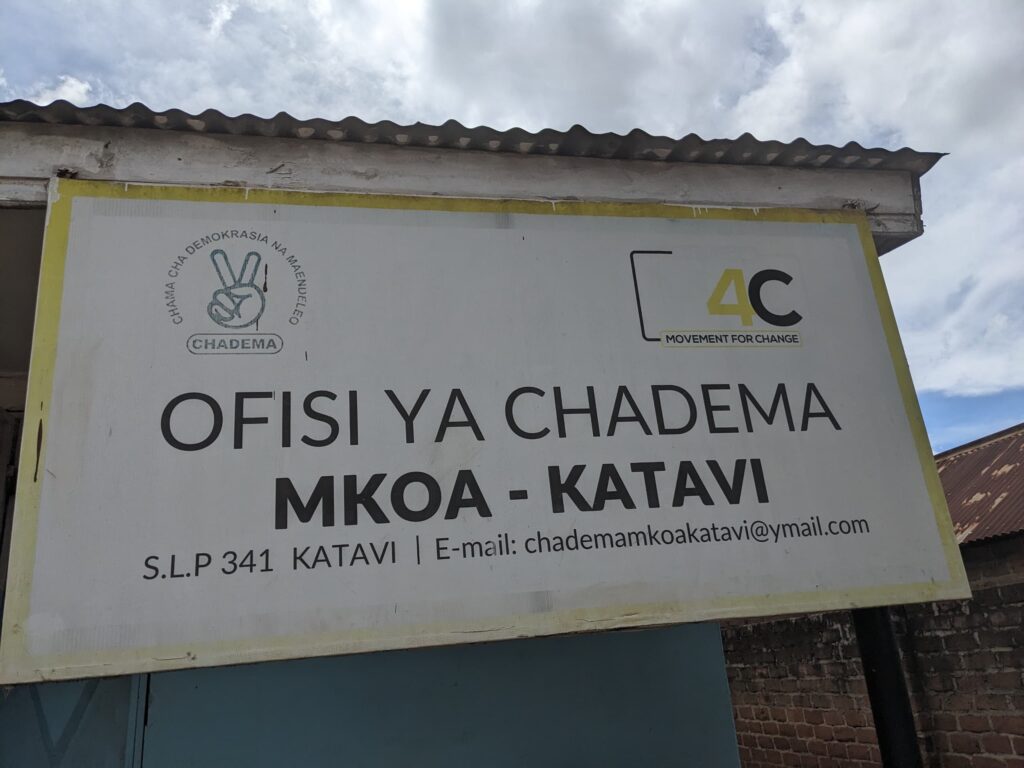 CHAMA CHA DEMOKRASIA NA MAENDELEO
CHADEMA
4C
MOVEMENT FOR CHANGE
OFISI YA CHADEMA
MKOA - KATAVI
S.L.P 341 KATAVI | E-mail: chademamkoakatavi@ymail.com